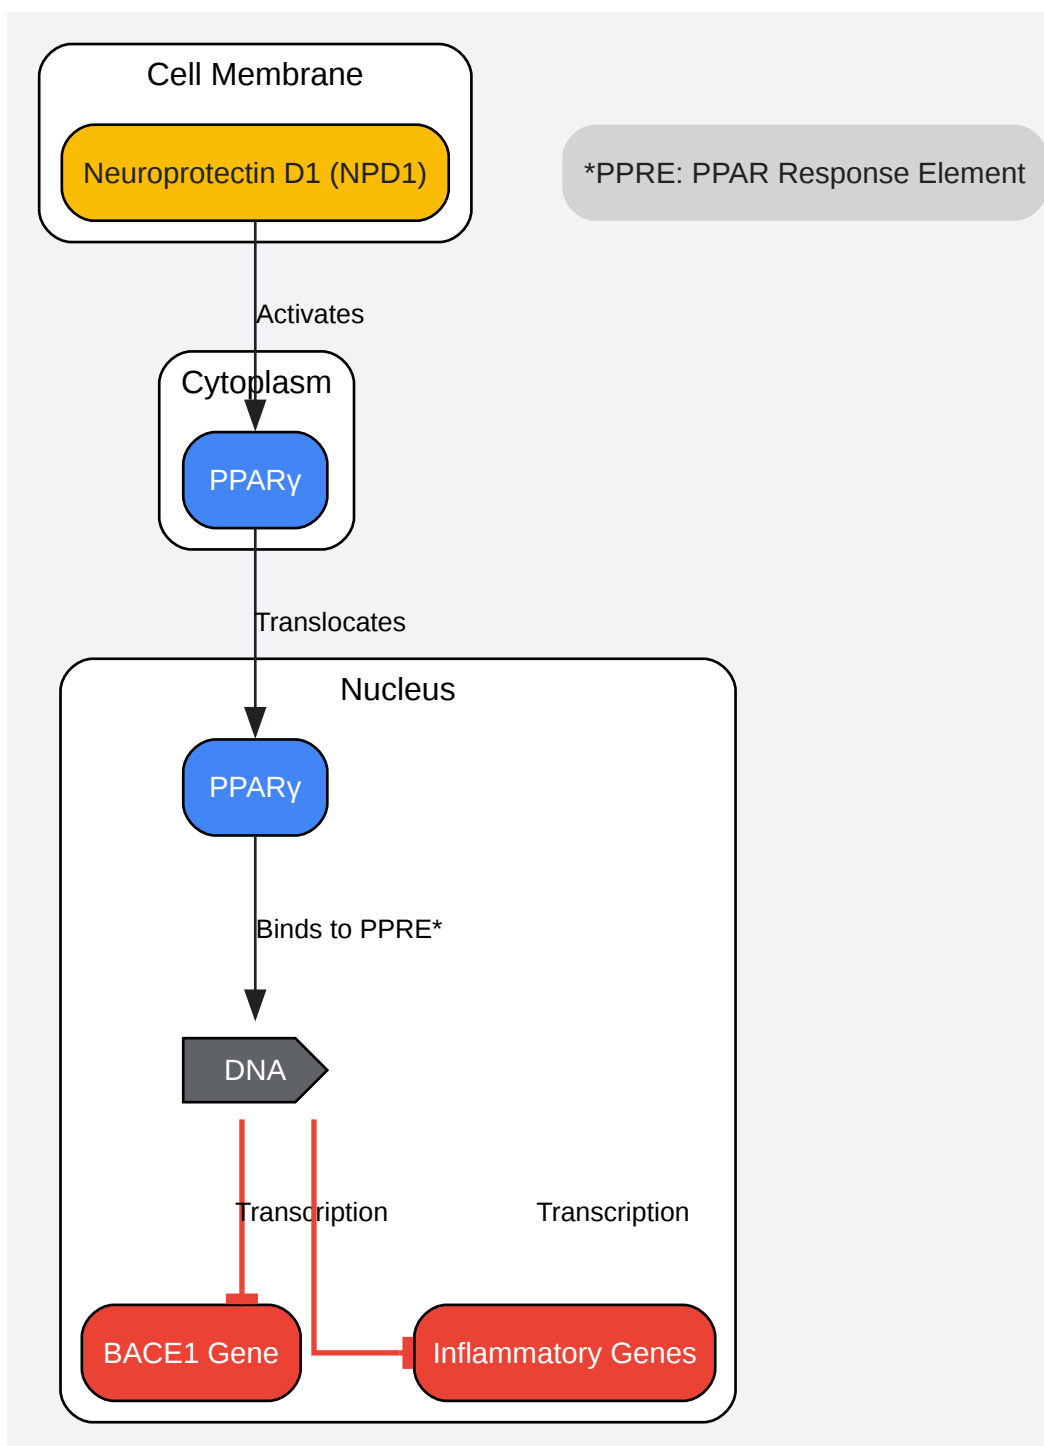 Cell Membrane
Neuroprotectin D1 (NPD1)
*PPRE: PPAR Response Element
Activates
Cytoplasm
PPARγ
Translocates
Nucleus
PPARγ
Binds to PPRE*
DNA
Transcription
Transcription
BACE1 Gene
Inflammatory Genes